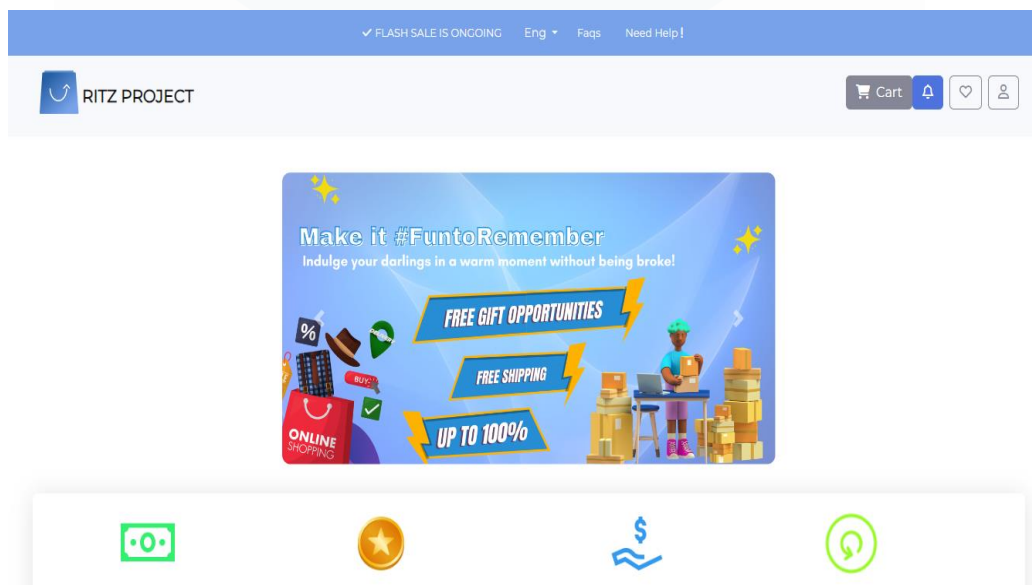 ✓ FLASH SALE IS ONGOING Eng Faqs Need Help!
RITZ PROJECT
Cart
Make it #FuntoRemember
Indulge your darlings in a warm moment without being broke!
FREE GIFT OPPORTUNITIES
%
FREE SHIPPING
BUY
UP TO 100%
ONLINE
SHOPPING
$